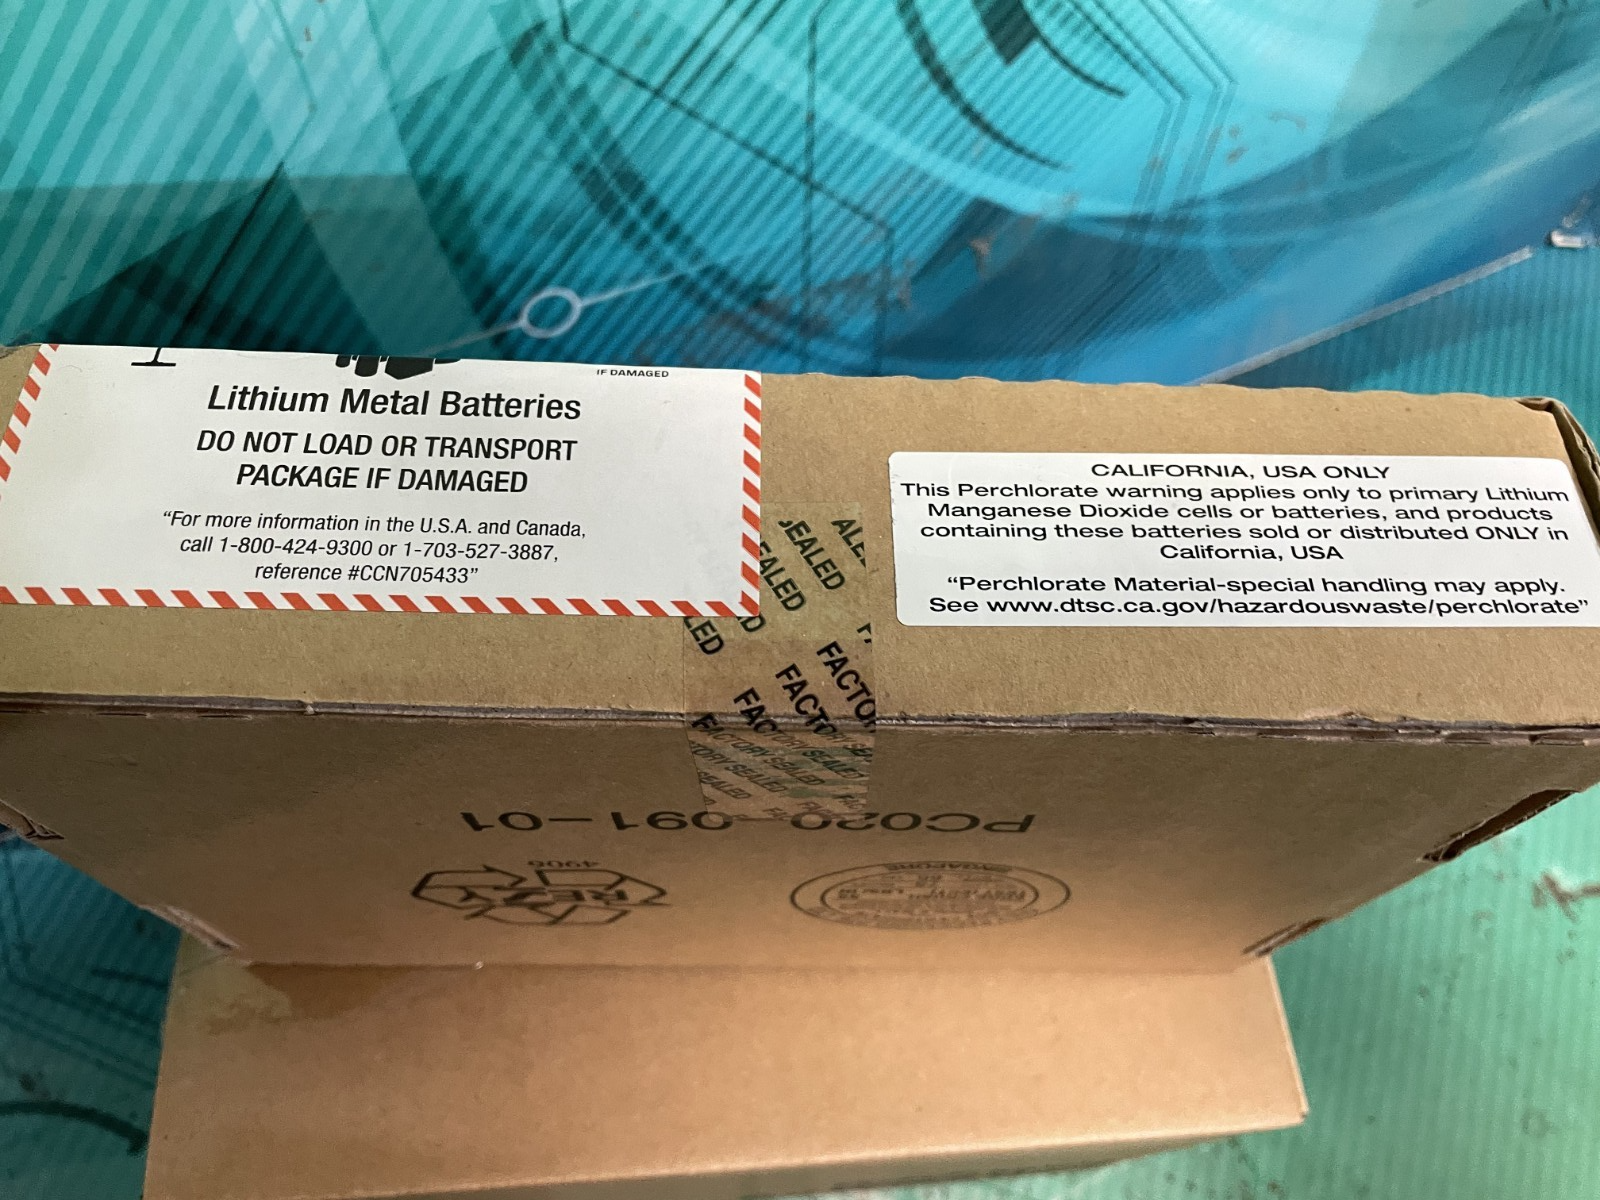 IF DAMAGED
Lithium Metal Batteries
DO NOT LOAD OR TRANSPORT
PACKAGE IF DAMAGED
“For more information in the U.S.A. and Canada,
call 1-800-424-9300 or 1-703-527-3887,
reference #CCN705433”
CALIFORNIA, USA ONLY
This Perchlorate warning applies only to primary Lithium
Manganese Dioxide cells or batteries, and products
containing these batteries sold or distributed ONLY in
California, USA
“Perchlorate Material-special handling may apply.
See www.dtsc.ca.gov/hazardouswaste/perchlorate”
SEALED
FACTORY SEALED
PC020-091-01
4906
REZY
SINGAPORE